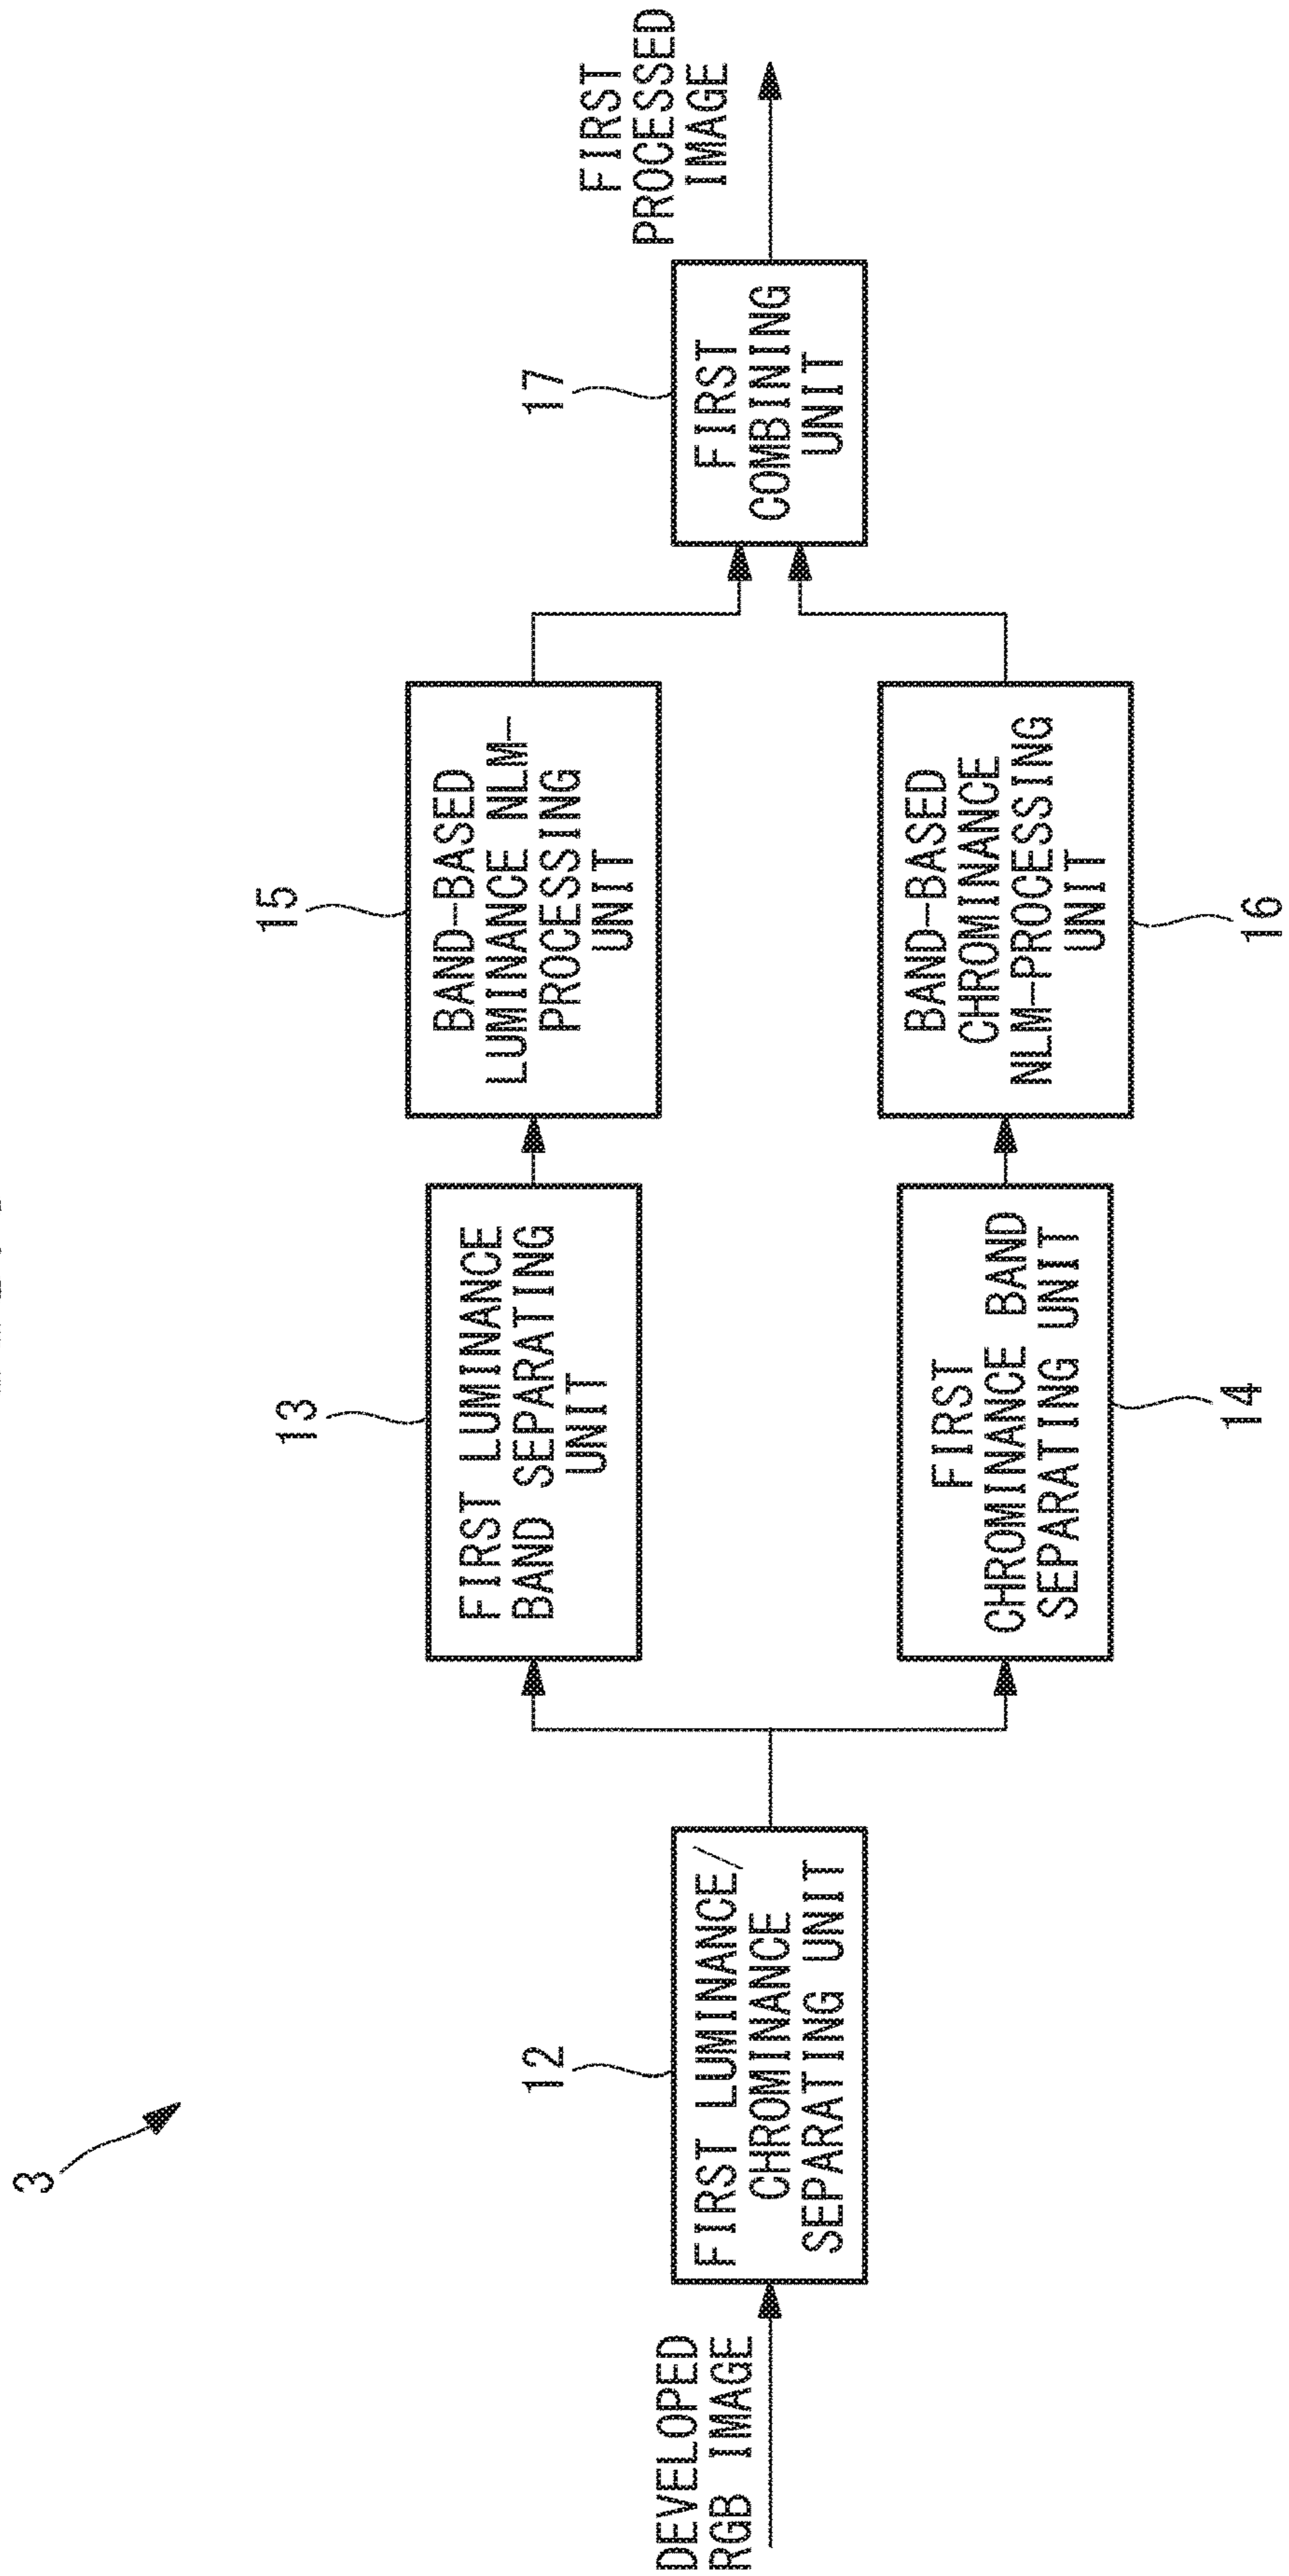 3
DEVELOPED
RGB IMAGE
12
FIRST LUMINANCE/
CHROMINANCE
SEPARATING UNIT
13
FIRST LUMINANCE
BAND SEPARATING
UNIT
14
FIRST
CHROMINANCE BAND
SEPARATING UNIT
15
BAND-BASED
LUMINANCE NLM-
PROCESSING
UNIT
16
BAND-BASED
CHROMINANCE
NLM-PROCESSING
UNIT
17
FIRST
COMBINING
UNIT
FIRST
PROCESSED
IMAGE